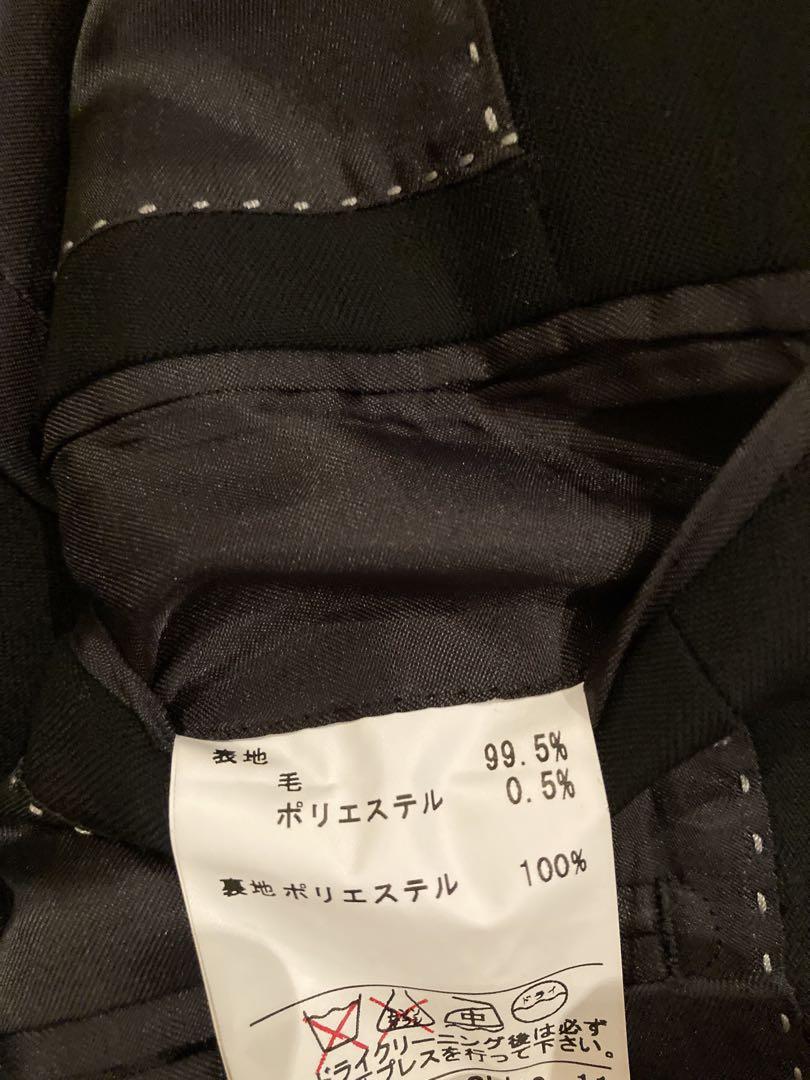 表地
毛 99.5%
ポリエステル 0.5%
裏地 ポリエステル 100%
中 ドライ
ドライクリーニング後は必ず
プレスを行って下さい。